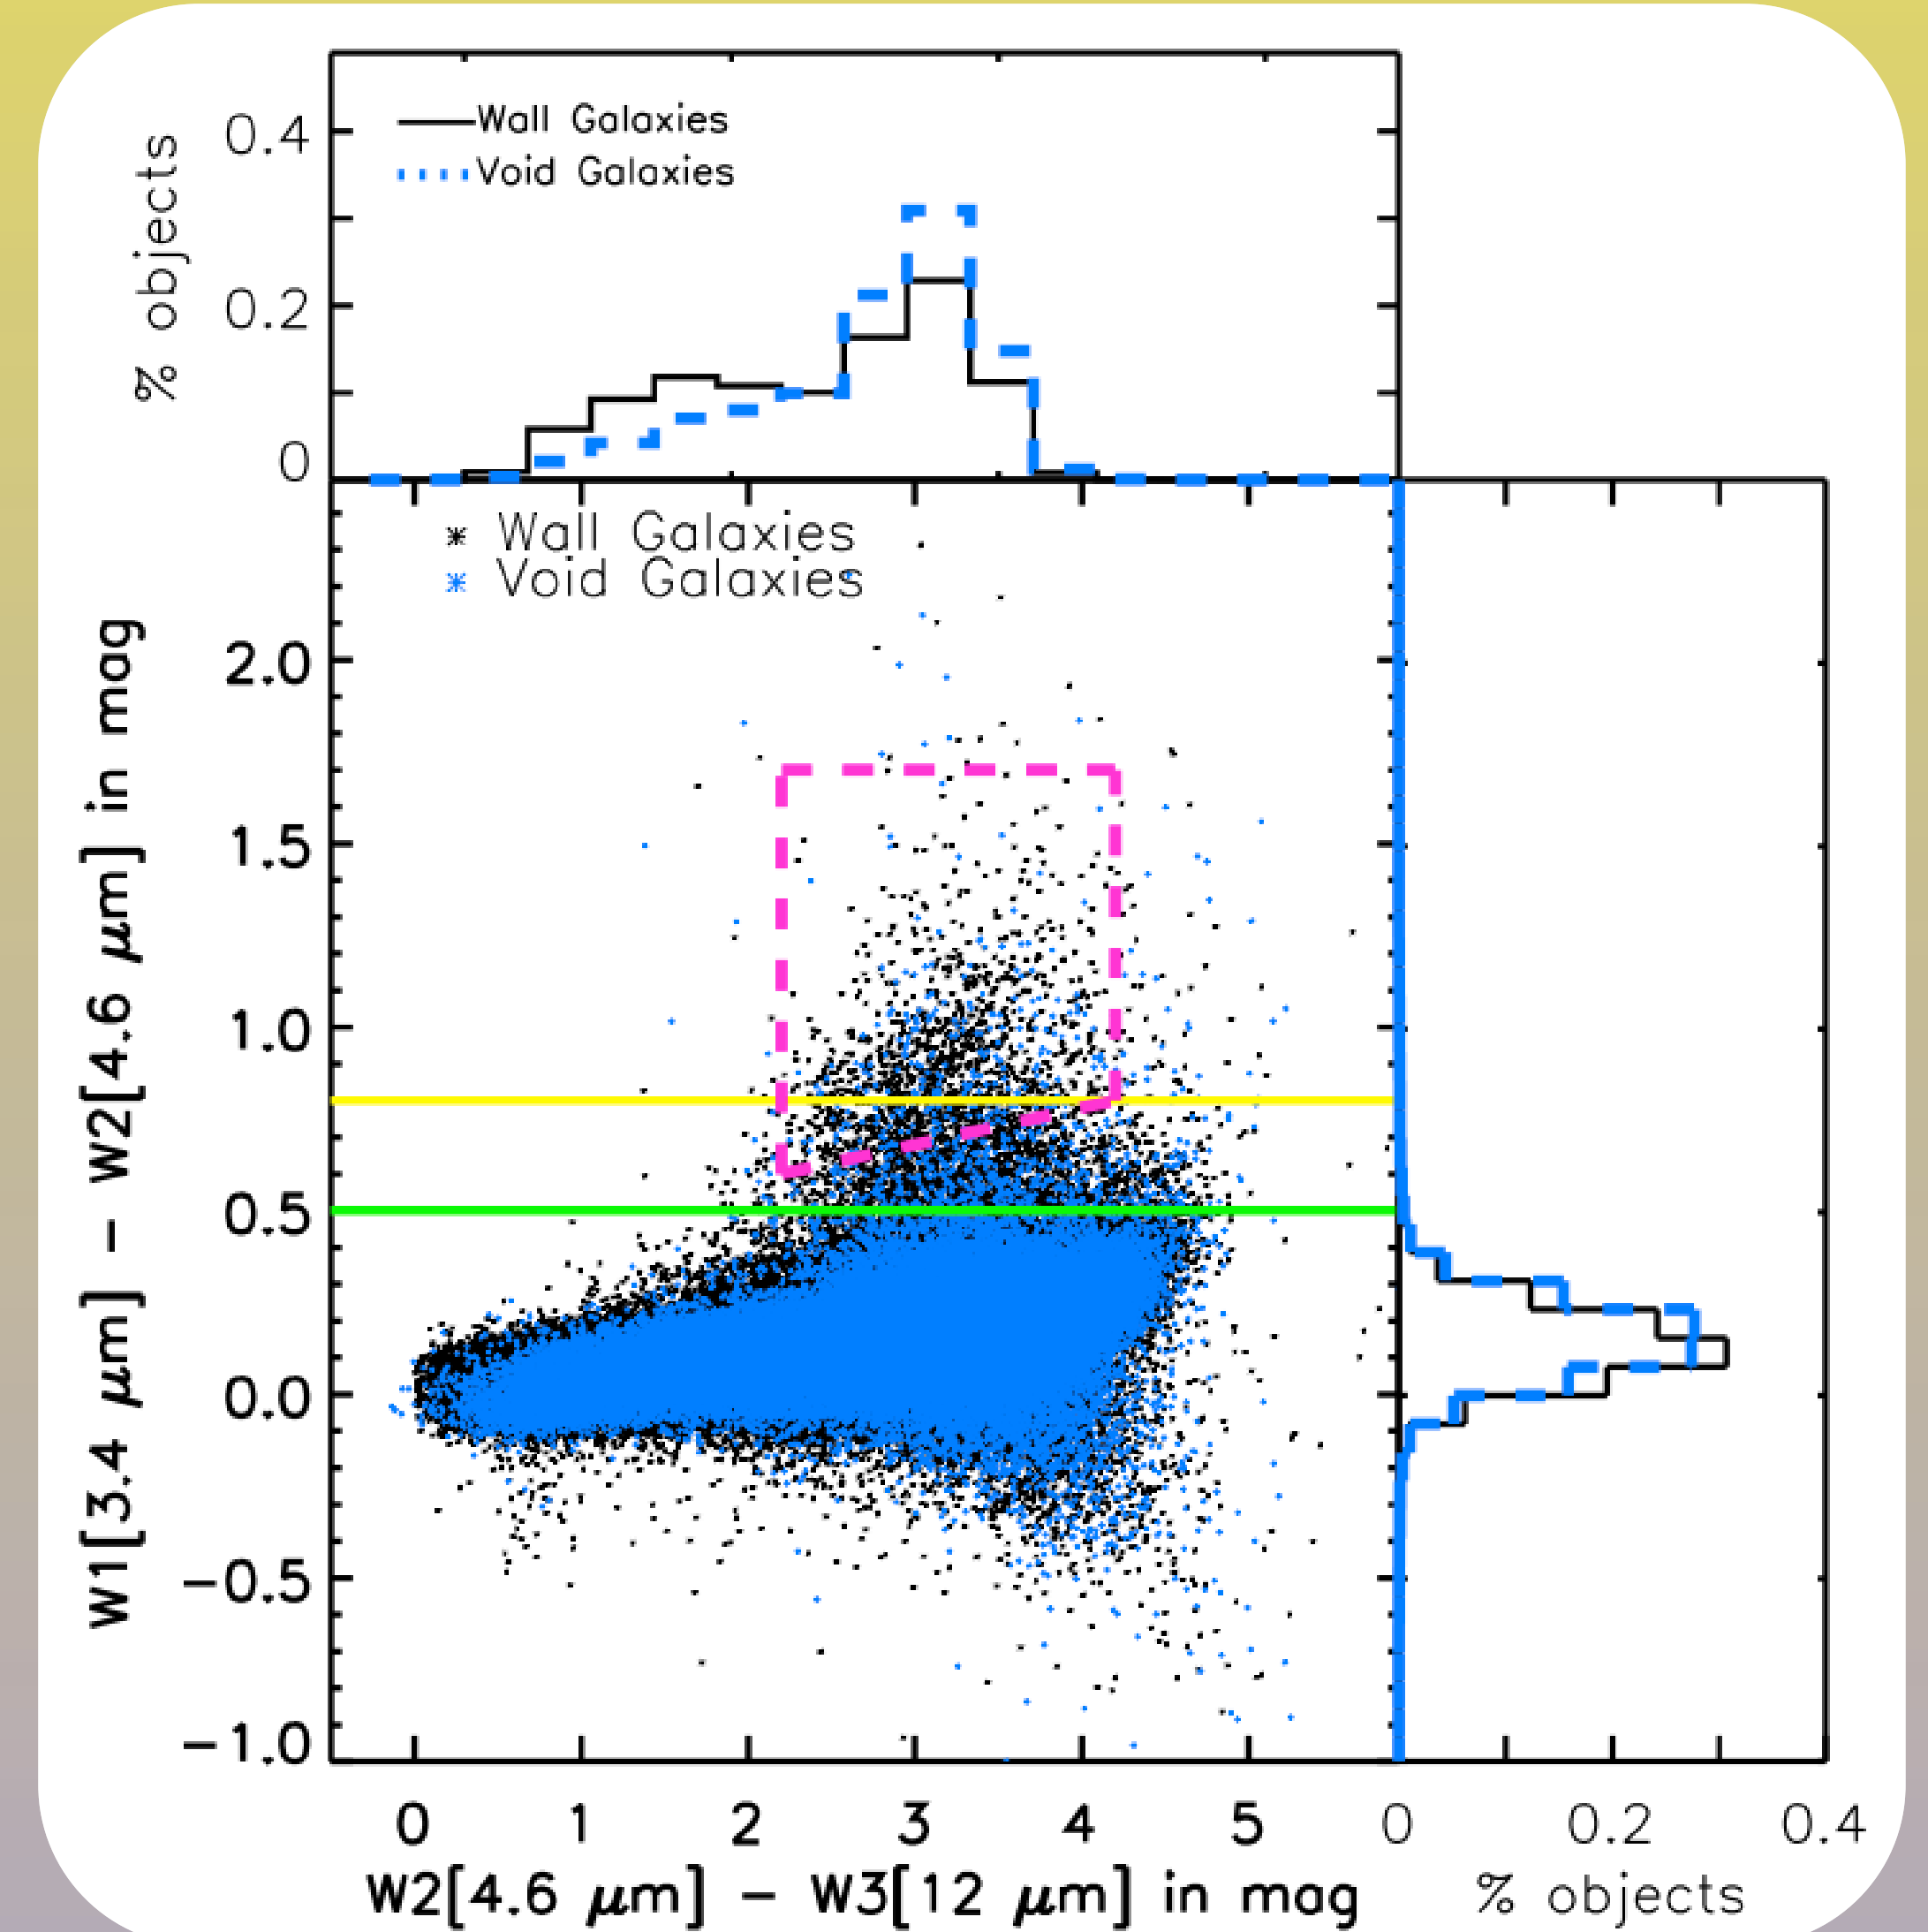 % objects
0.4
0.2
0
Wall Galaxies
Void Galaxies
Wall Galaxies
Void Galaxies
W1[3.4 μm] – W2[4.6 μm] in mag
2.0
1.5
1.0
0.5
0.0
−0.5
−1.0
0 1 2 3 4 5
W2[4.6 μm] – W3[12 μm] in mag
0 0.2 0.4
% objects